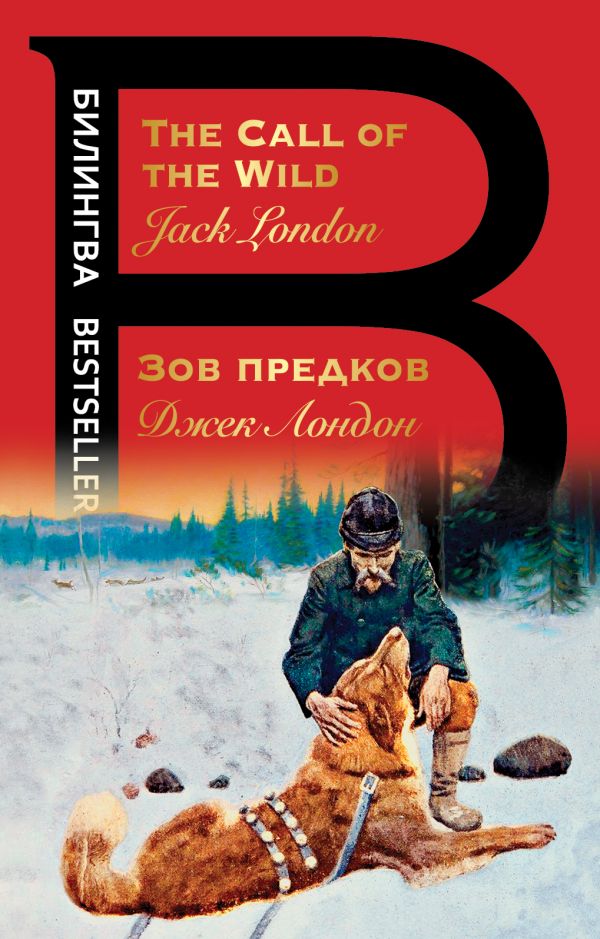 БИЛИНГВА BESTSELLER
The Call of
the Wild
Jack London
Зов предков
Джек Лондон